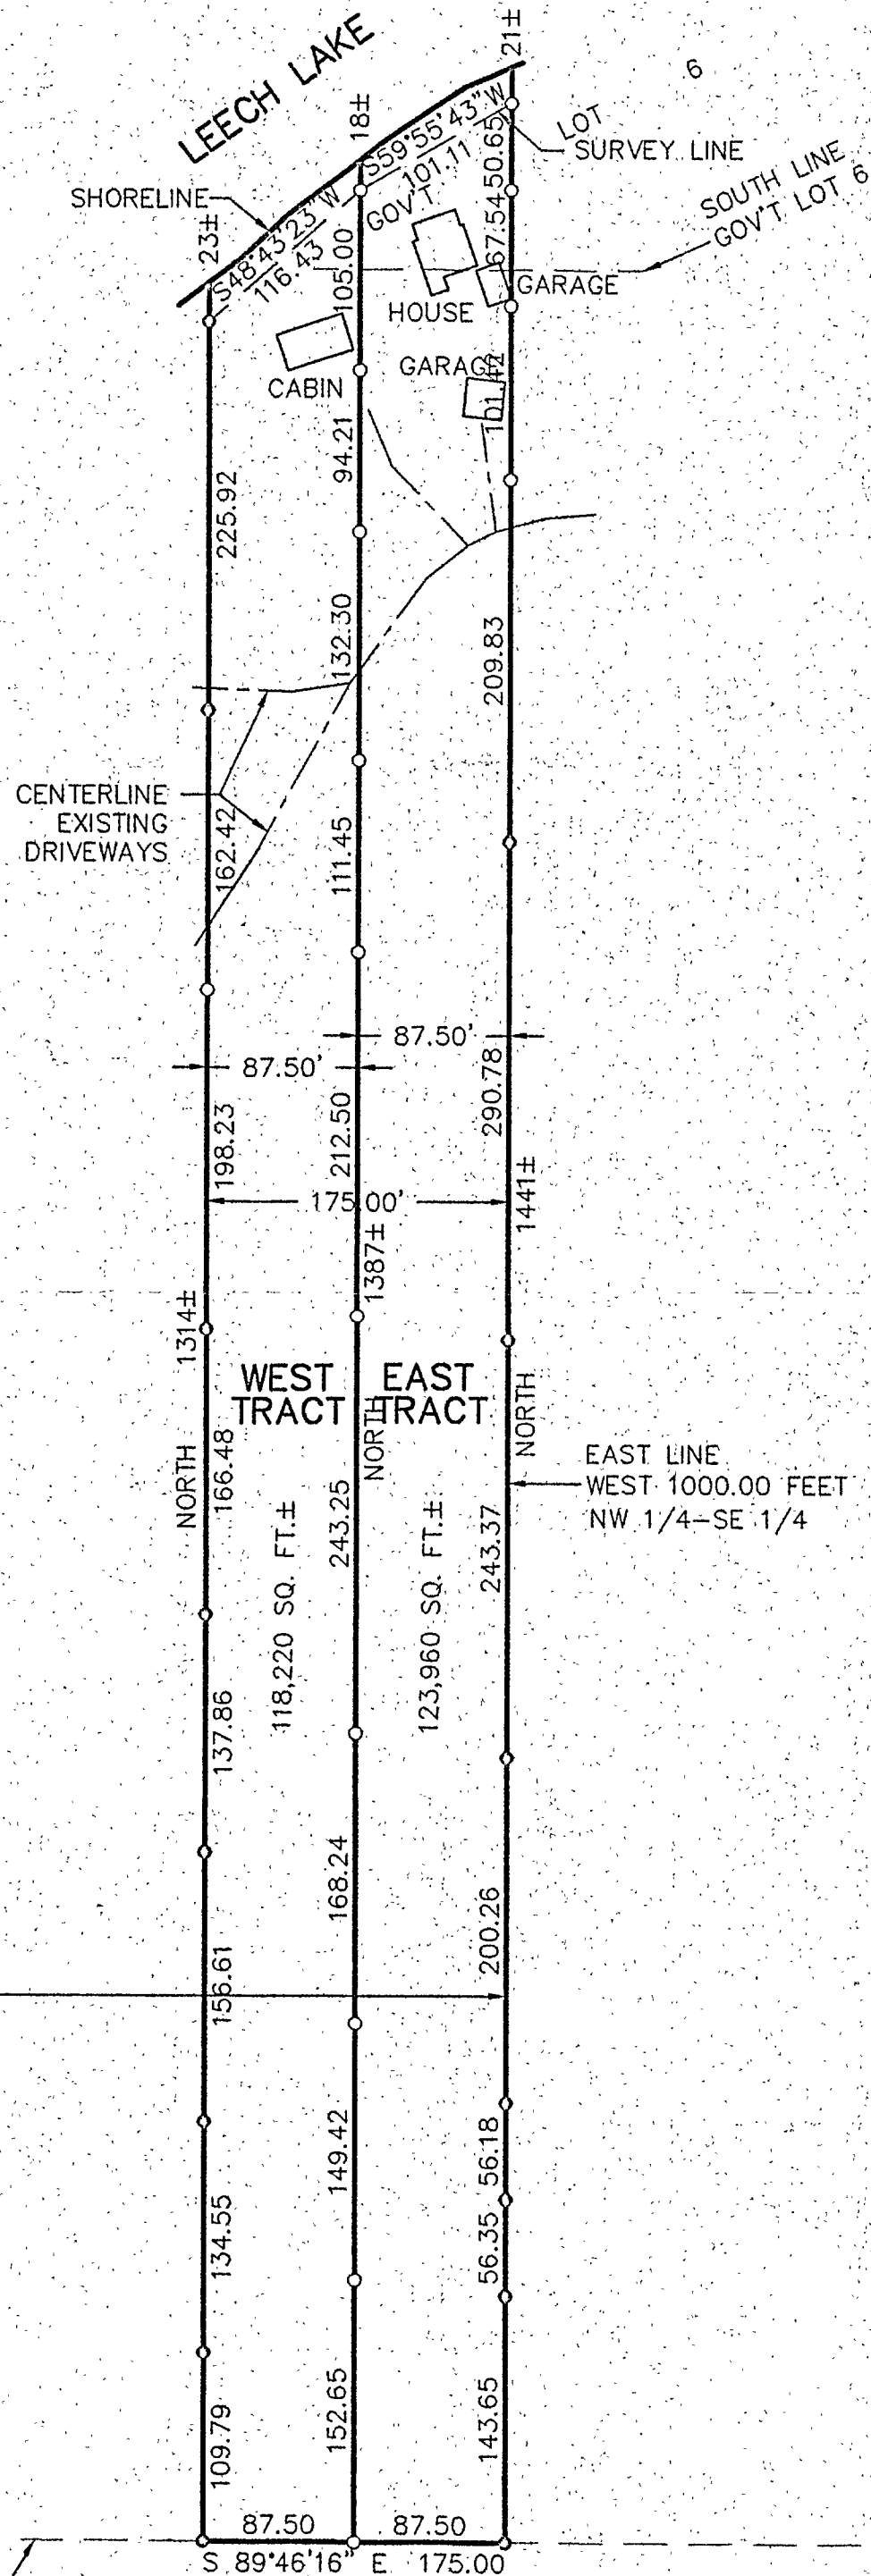 LEECH LAKE
21±
6
18±
S59°55'43"W
101.11
LOT
SURVEY LINE
50.65
SHORELINE
23±
S48°43'23"W
116.43
GOV'T
67.54
SOUTH LINE
GOV'T LOT 6
105.00
HOUSE
GARAGE
CABIN
GARAGE
101.42
94.21
225.92
132.30
209.83
CENTERLINE
EXISTING
DRIVEWAYS
162.42
111.45
87.50'
87.50'
290.78
198.23
212.50
175.00'
1441±
1387±
1314±
WEST
TRACT
EAST
TRACT
NORTH
NORTH
NORTH
166.48
EAST LINE
WEST 1000.00 FEET
NW 1/4-SE 1/4
118,220 SQ. FT.±
243.25
123,960 SQ. FT.±
243.37
137.86
168.24
200.26
156.61
149.42
56.18
134.55
56.35
109.79
152.65
143.65
87.50
87.50
S 89°46'16" E 175.00